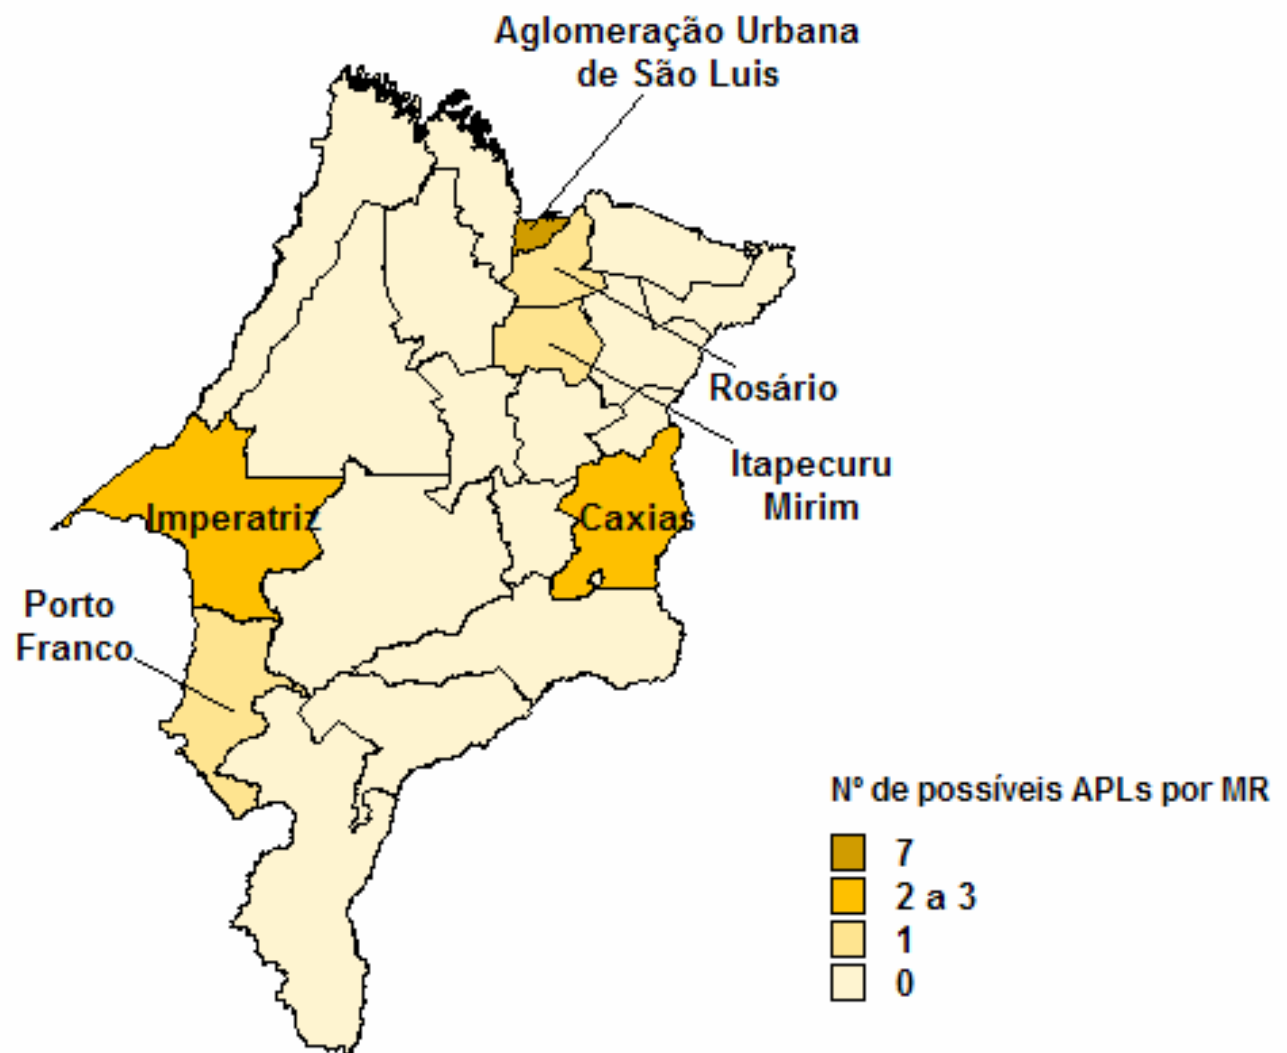 Aglomeração Urbana
de São Luis
Rosário
Itapecuru
Mirim
Imperatriz
Caxias
Porto
Franco
Nº de possíveis APLs por MR
7
2 a 3
1
0